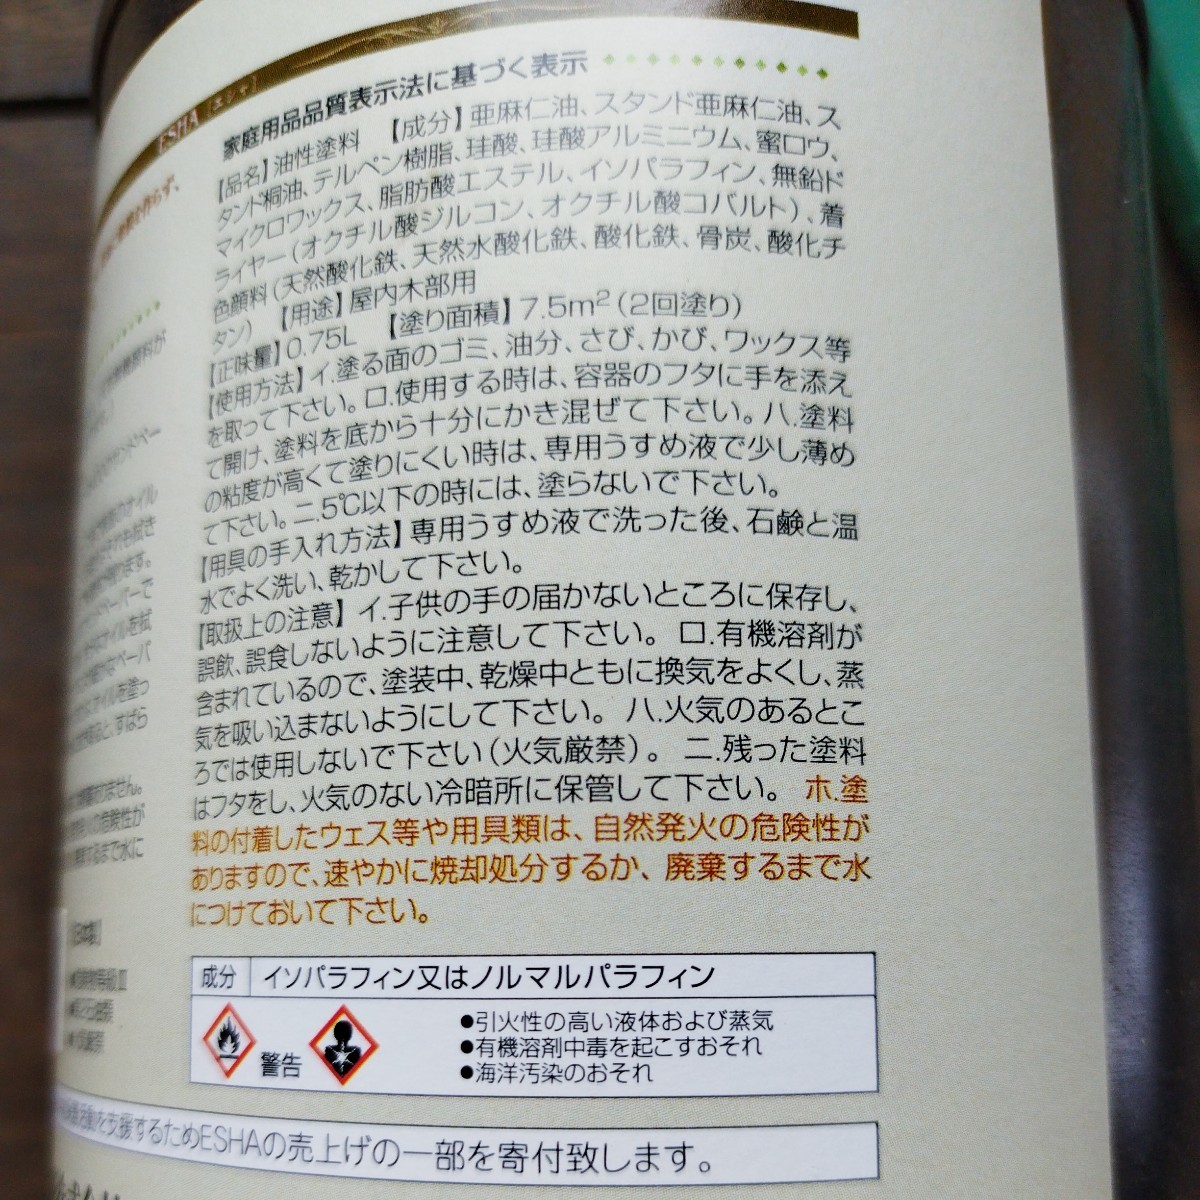 ESHA［エシャ］
家庭用品品質表示法に基づく表示
【品名】油性塗料　【成分】亜麻仁油、スタンド亜麻仁油、ス
タンド桐油、テルペン樹脂、珪酸、珪酸アルミニウム、蜜ロウ、
マイクロワックス、脂肪酸エステル、イソパラフィン、無鉛ド
ライヤー(オクチル酸ジルコン、オクチル酸コバルト)、着
色顔料(天然酸化鉄、天然水酸化鉄、酸化鉄、骨炭、酸化チ
タン)　【用途】屋内木部用
【正味量】0.75L　【塗り面積】7.5m²(2回塗り)
【使用方法】イ.塗る面のゴミ、油分、さび、かび、ワックス等
を取って下さい。ロ.使用する時は、容器のフタに手を添え
て開け、塗料を底から十分にかき混ぜて下さい。ハ.塗料
の粘度が高くて塗りにくい時は、専用うすめ液で少し薄め
て下さい。ニ.5℃以下の時には、塗らないで下さい。
【用具の手入れ方法】専用うすめ液で洗った後、石鹸と温
水でよく洗い、乾かして下さい。
【取扱上の注意】イ.子供の手の届かないところに保存し、
誤飲、誤食しないように注意して下さい。ロ.有機溶剤が
含まれているので、塗装中、乾燥中ともに換気をよくし、蒸
気を吸い込まないようにして下さい。ハ.火気のあるとこ
ろでは使用しないで下さい(火気厳禁)。ニ.残った塗料
はフタをし、火気のない冷暗所に保管して下さい。ホ.塗
料の付着したウェス等や用具類は、自然発火の危険性が
ありますので、速やかに焼却処分するか、廃棄するまで水
につけておいて下さい。
成分　イソパラフィン又はノルマルパラフィン
警告
●引火性の高い液体および蒸気
●有機溶剤中毒を起こすおそれ
●海洋汚染のおそれ
活動を支援するためESHAの売上げの一部を寄付致します。